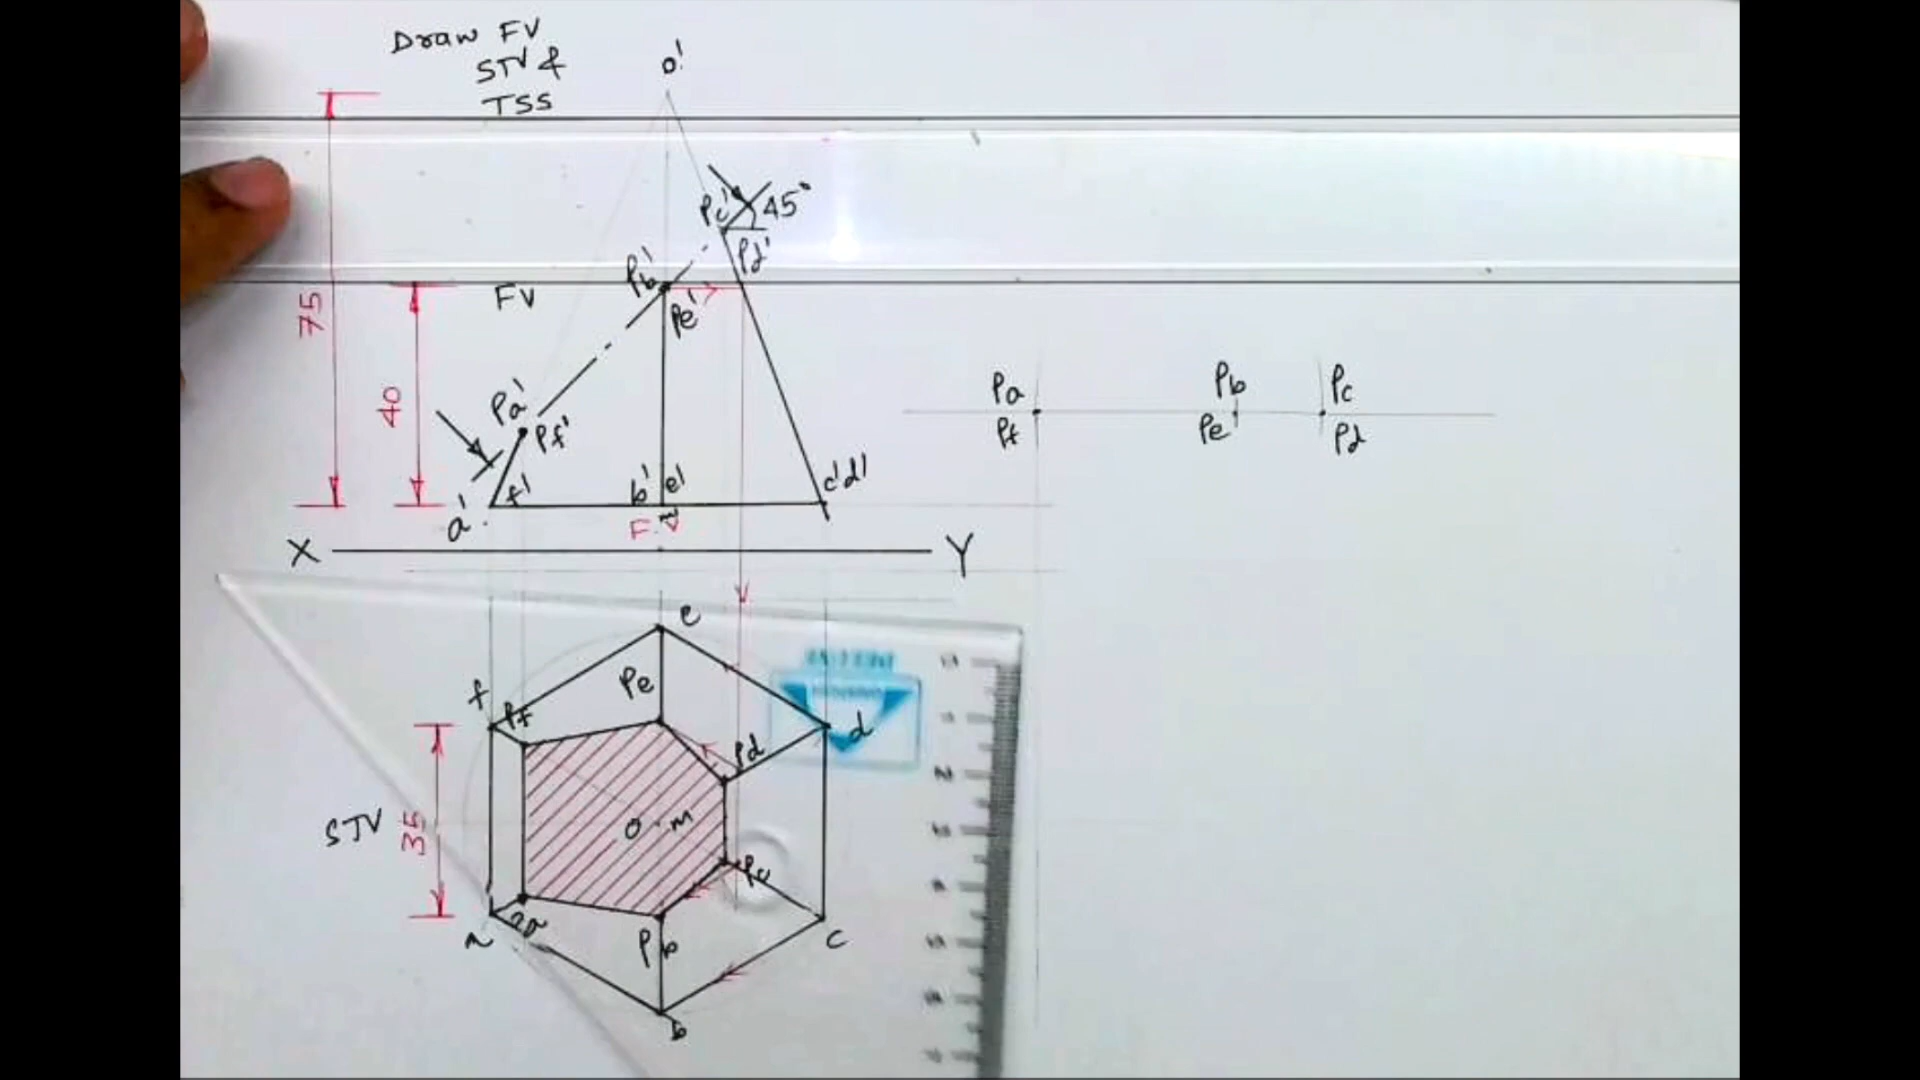 Draw FV
STV &
TSS
o'
Pc' 45°
Pd'
Pb'
75
FV
Pe'
40
Pa'
Pf'
Pa Pb Pc
Pf Pe Pd
f' b' e' c'd'
a'
F.V
X Y
e
Pe
f Pf
Pd d
STV 35 O M
Pc
a Pa Pb c
b